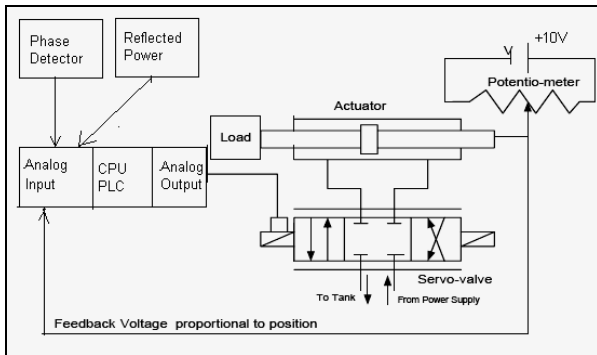 Phase
Detector
Reflected
Power
V
+10V
Potentio-meter
Actuator
Load
Analog
Input
CPU
PLC
Analog
Output
Servo-valve
To Tank
From Power Supply
Feedback Voltage proportional to position